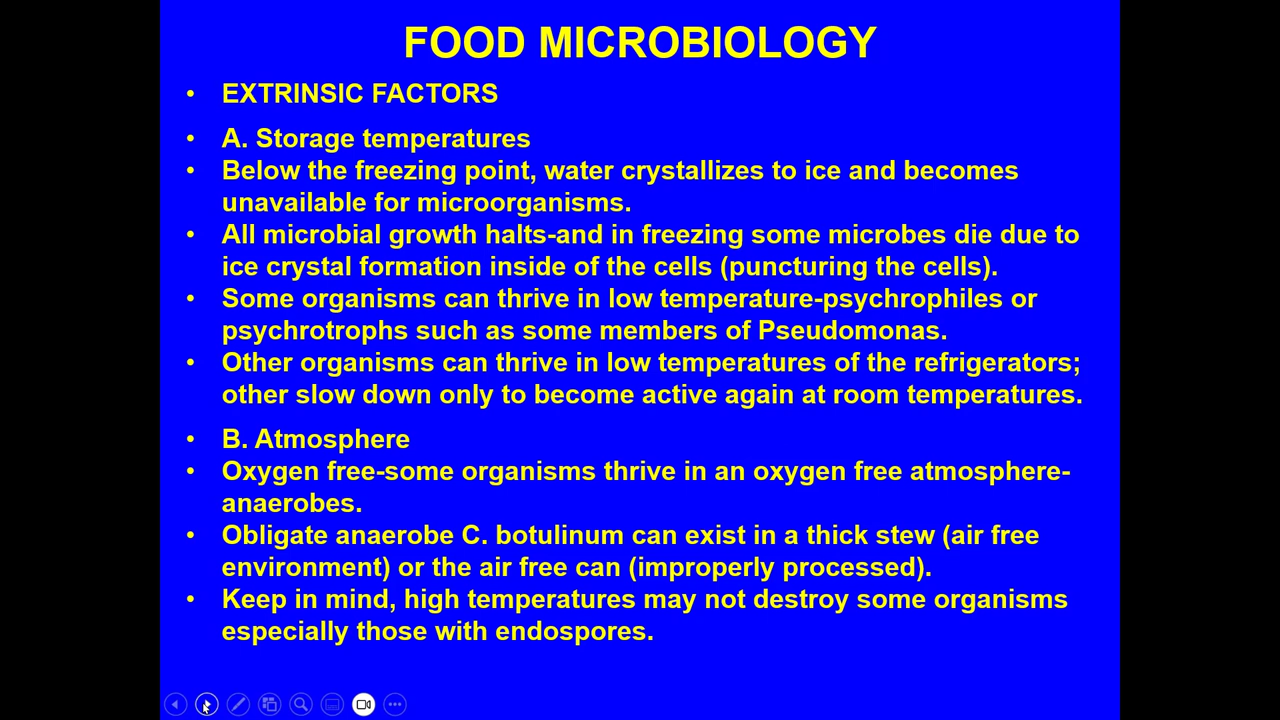 FOOD MICROBIOLOGY
• EXTRINSIC FACTORS
• A. Storage temperatures
• Below the freezing point, water crystallizes to ice and becomes
unavailable for microorganisms.
• All microbial growth halts-and in freezing some microbes die due to
ice crystal formation inside of the cells (puncturing the cells).
• Some organisms can thrive in low temperature-psychrophiles or
psychrotrophs such as some members of Pseudomonas.
• Other organisms can thrive in low temperatures of the refrigerators;
other slow down only to become active again at room temperatures.
• B. Atmosphere
• Oxygen free-some organisms thrive in an oxygen free atmosphere-
anaerobes.
• Obligate anaerobe C. botulinum can exist in a thick stew (air free
environment) or the air free can (improperly processed).
• Keep in mind, high temperatures may not destroy some organisms
especially those with endospores.